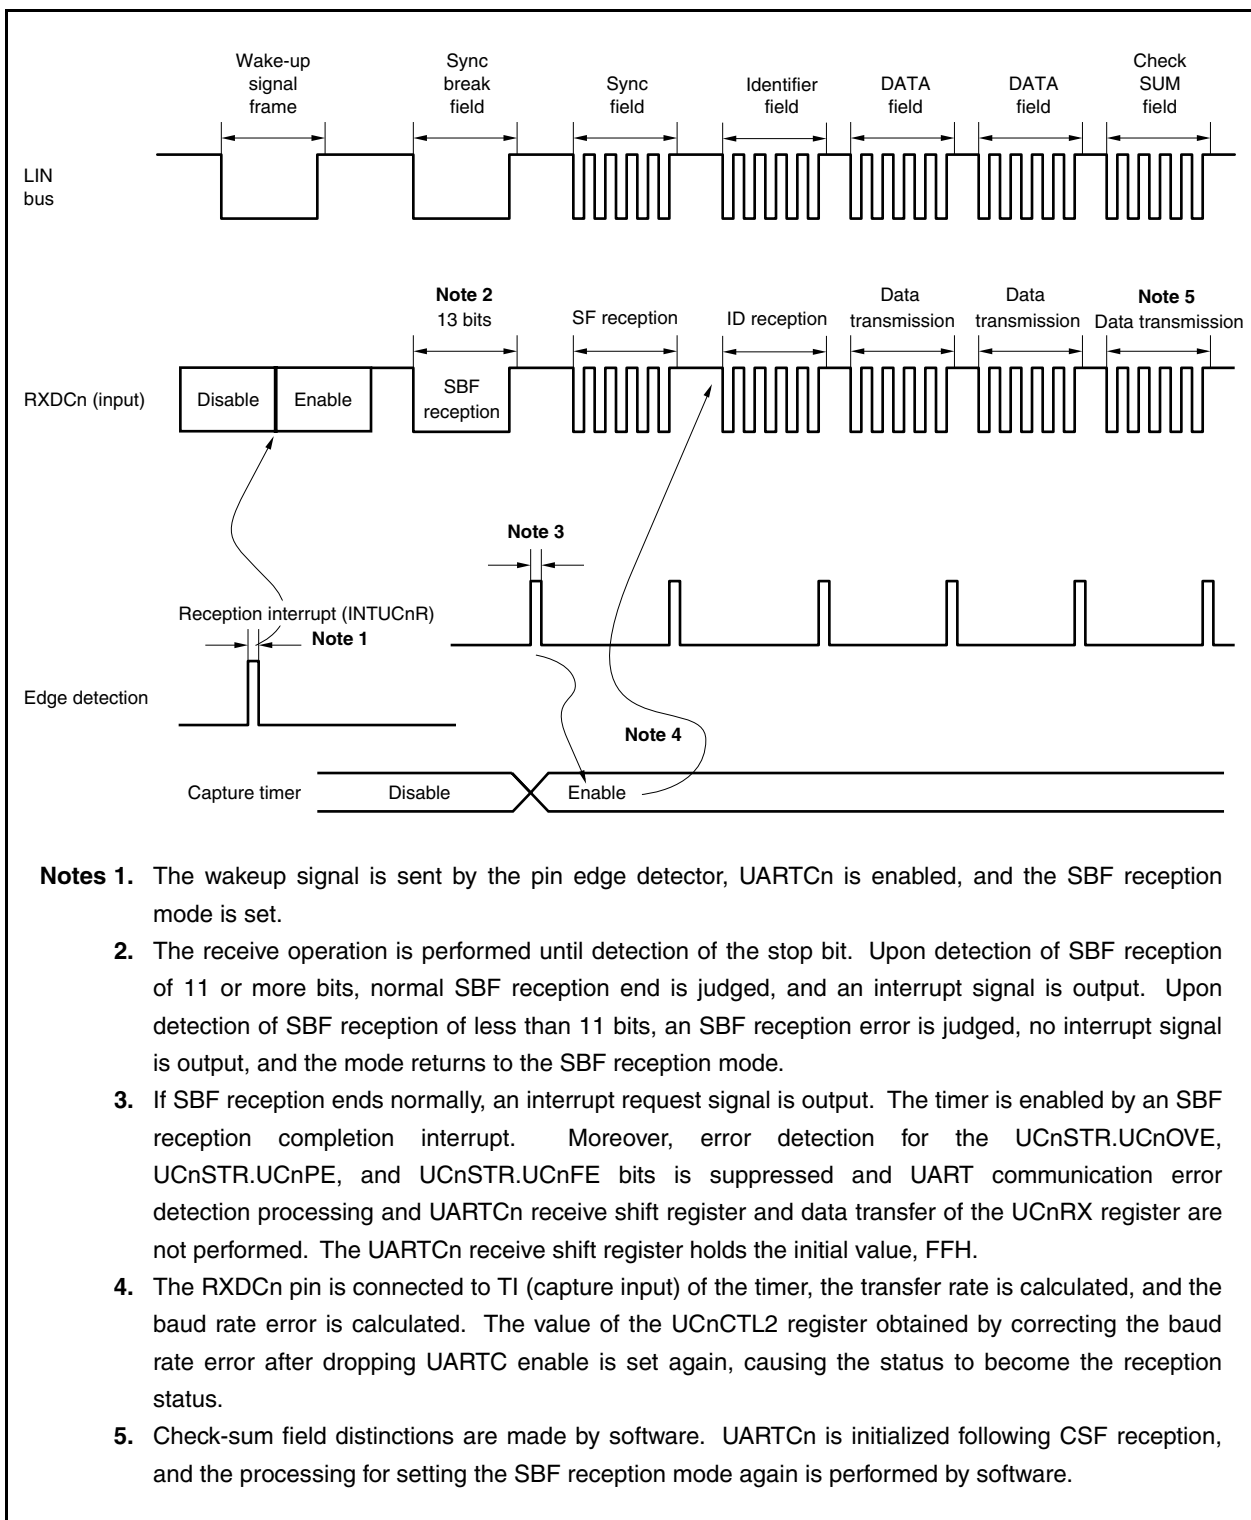 Wake-up
signal
frame
Sync
break
field
Sync
field
Identifier
field
DATA
field
DATA
field
Check
SUM
field
LIN
bus
Note 2
13 bits
SF reception
ID reception
Data
transmission
Data
transmission
Note 5
Data transmission
RXDCn (input)
Disable
Enable
SBF
reception
Note 3
Reception interrupt (INTUCnR)
Note 1
Edge detection
Note 4
Capture timer
Disable
Enable
Notes 1. The wakeup signal is sent by the pin edge detector, UARTCn is enabled, and the SBF reception
mode is set.
2. The receive operation is performed until detection of the stop bit. Upon detection of SBF reception
of 11 or more bits, normal SBF reception end is judged, and an interrupt signal is output. Upon
detection of SBF reception of less than 11 bits, an SBF reception error is judged, no interrupt signal
is output, and the mode returns to the SBF reception mode.
3. If SBF reception ends normally, an interrupt request signal is output. The timer is enabled by an SBF
reception completion interrupt. Moreover, error detection for the UCnSTR.UCnOVE,
UCnSTR.UCnPE, and UCnSTR.UCnFE bits is suppressed and UART communication error
detection processing and UARTCn receive shift register and data transfer of the UCnRX register are
not performed. The UARTCn receive shift register holds the initial value, FFH.
4. The RXDCn pin is connected to TI (capture input) of the timer, the transfer rate is calculated, and the
baud rate error is calculated. The value of the UCnCTL2 register obtained by correcting the baud
rate error after dropping UARTC enable is set again, causing the status to become the reception
status.
5. Check-sum field distinctions are made by software. UARTCn is initialized following CSF reception,
and the processing for setting the SBF reception mode again is performed by software.